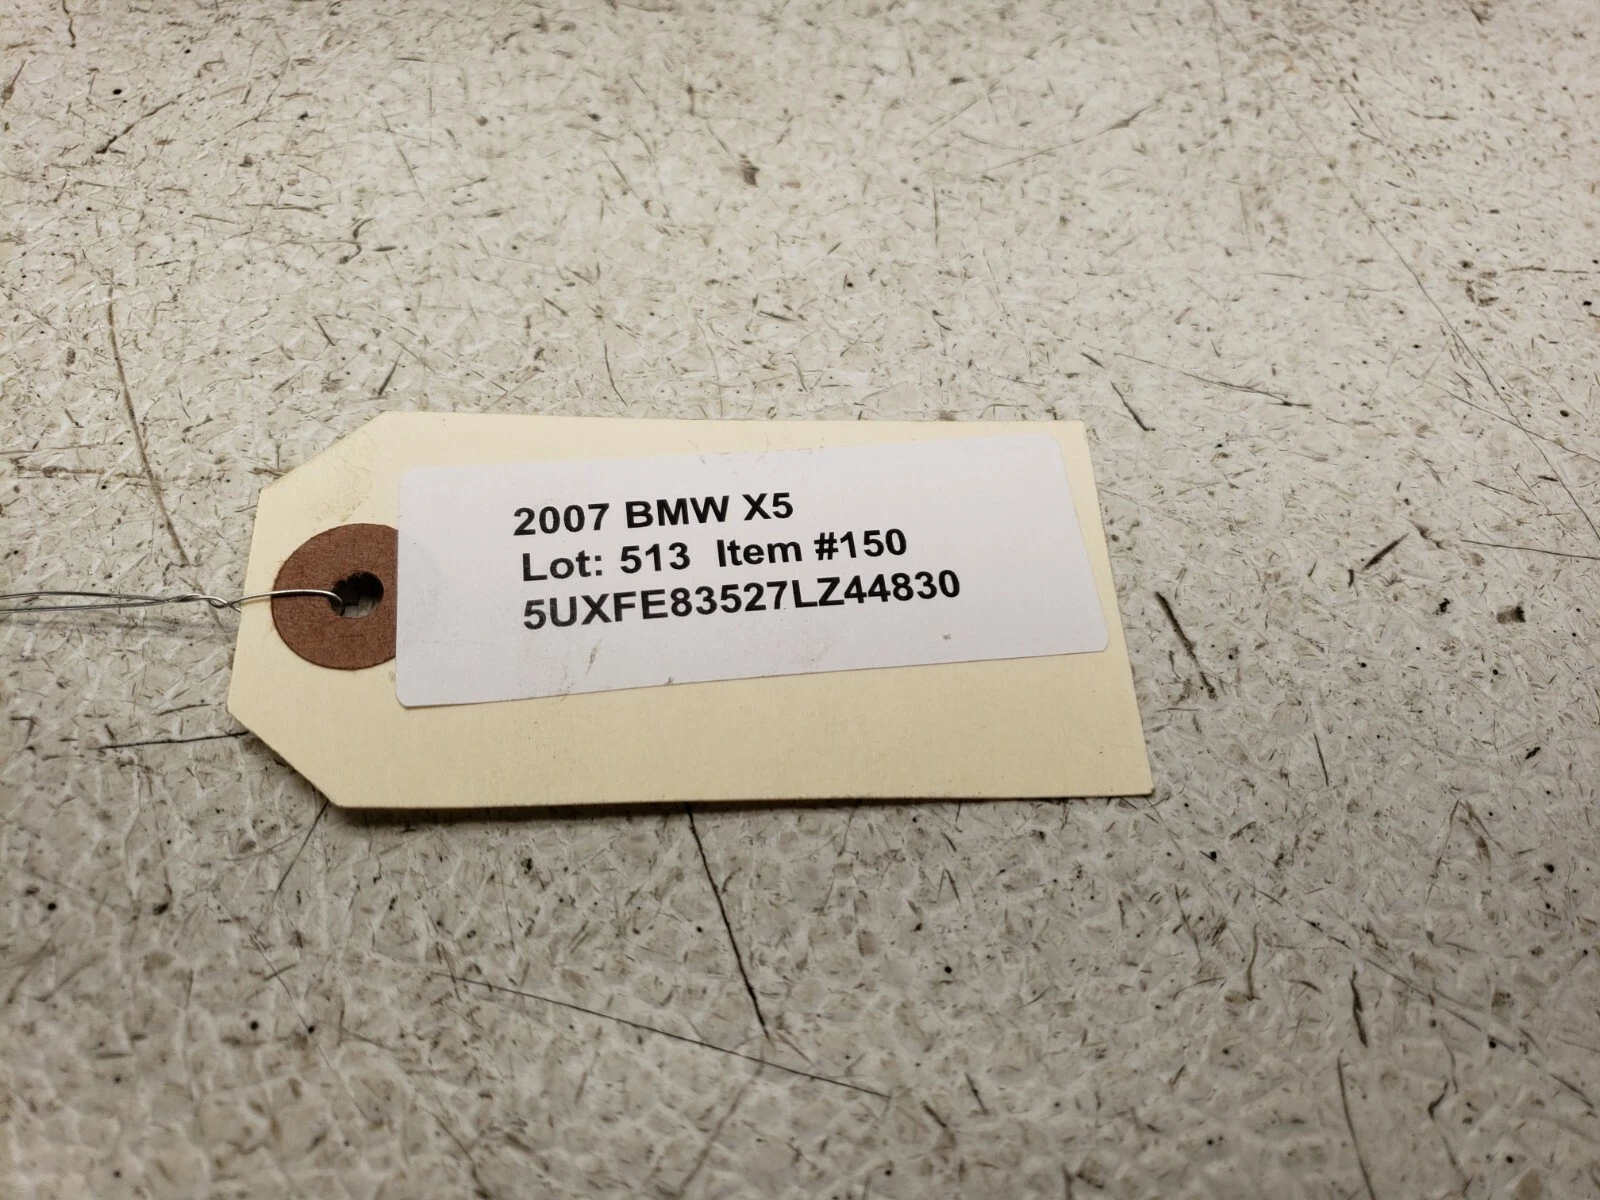 2007 BMW X5
Lot: 513 Item #150
5UXFE83527LZ44830